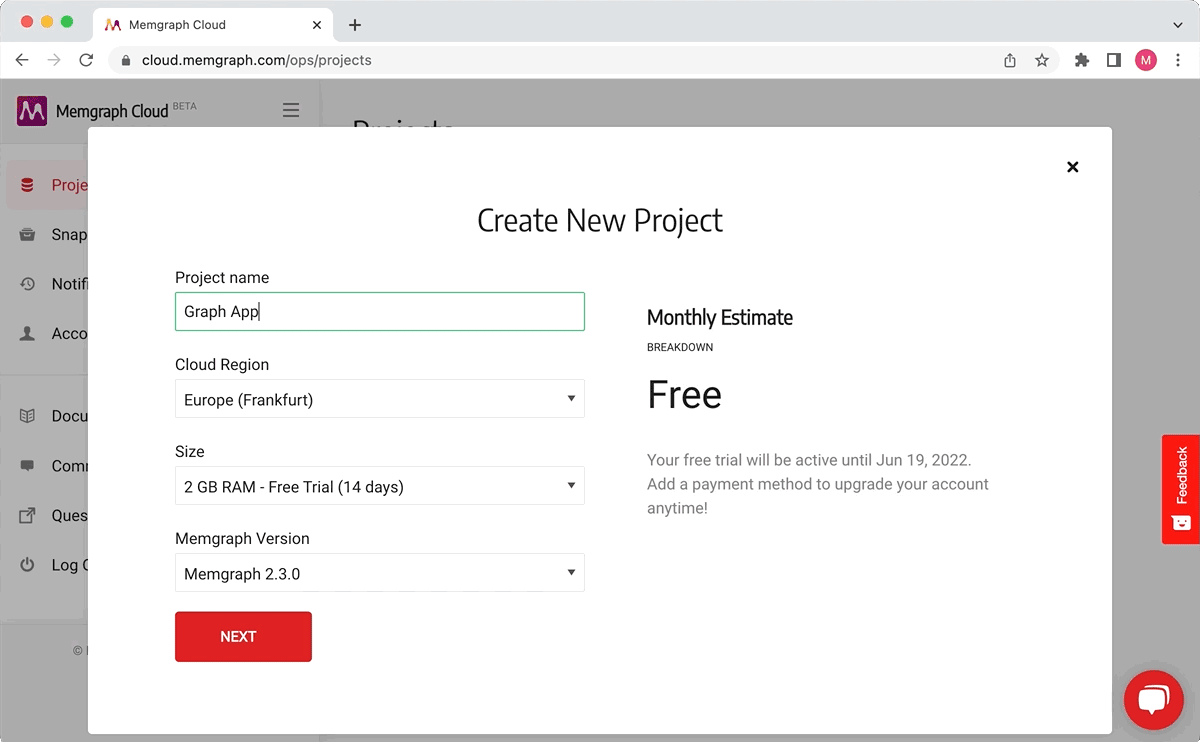 Memgraph Cloud
cloud.memgraph.com/ops/projects
M
Memgraph Cloud BETA
Projects
Proje
Snap
Notifi
Acco
Docu
Comm
Ques
Log
©
Create New Project
Project name
Graph App
Cloud Region
Europe (Frankfurt)
Size
2 GB RAM - Free Trial (14 days)
Memgraph Version
Memgraph 2.3.0
NEXT
Monthly Estimate
BREAKDOWN
Free
Your free trial will be active until Jun 19, 2022.
Add a payment method to upgrade your account
anytime!
Feedback